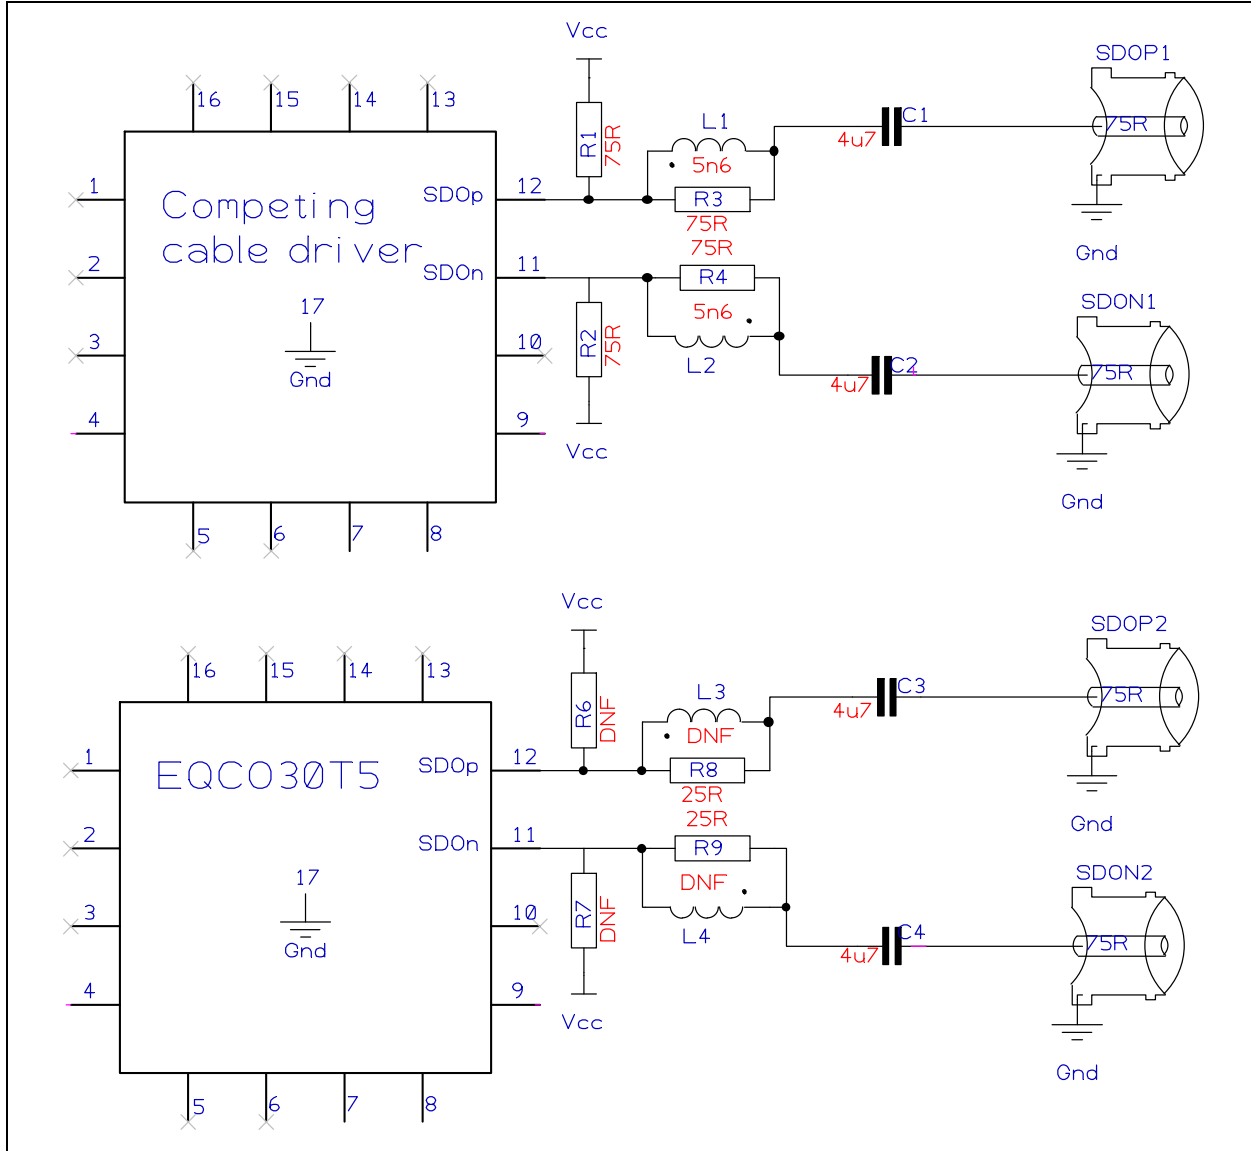 Vcc
SDOP1
16
15
14
13
R1
75R
L1
5n6
C1
4u7
75R
1
Competing
cable driver
SDOp
12
R3
75R
75R
Gnd
2
SDOn
11
R4
5n6
SDON1
17
Gnd
3
10
R2
75R
L2
C2
4u7
75R
4
9
Vcc
Gnd
5
6
7
8
Vcc
SDOP2
16
15
14
13
R6
DNF
L3
DNF
C3
4u7
75R
1
EQCO30T5
SDOp
12
R8
25R
25R
Gnd
2
SDOn
11
R9
DNF
SDON2
17
Gnd
3
10
R7
DNF
L4
C4
4u7
75R
4
9
Vcc
Gnd
5
6
7
8